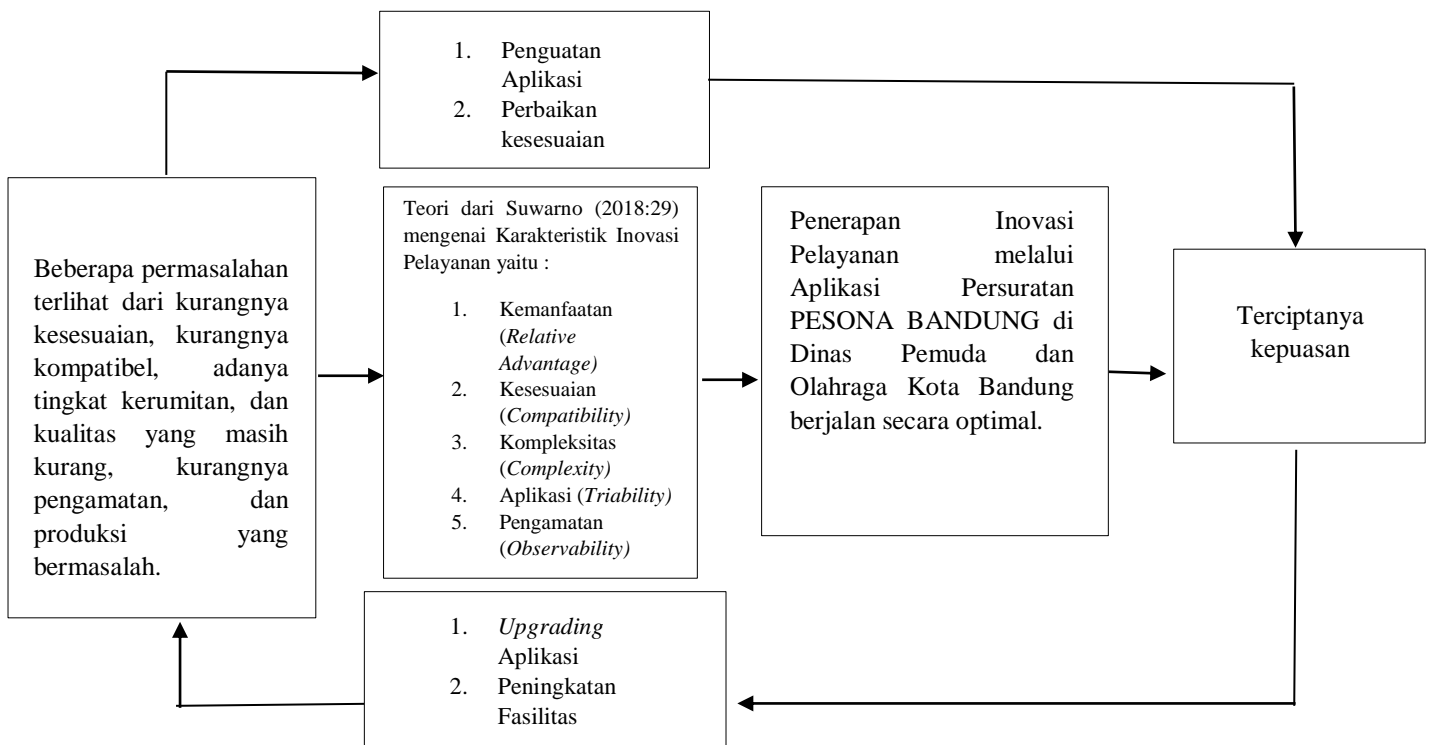 1. Penguatan
Aplikasi
2. Perbaikan
kesesuaian
Beberapa permasalahan
terlihat dari kurangnya
kesesuaian, kurangnya
kompatibel, adanya
tingkat kerumitan, dan
kualitas yang masih
kurang, kurangnya
pengamatan, dan
produksi yang
bermasalah.
Teori dari Suwarno (2018:29)
mengenai Karakteristik Inovasi
Pelayanan yaitu :
1. Kemanfaatan
(Relative
Advantage)
2. Kesesuaian
(Compatibility)
3. Kompleksitas
(Complexity)
4. Aplikasi (Triability)
5. Pengamatan
(Observability)
Penerapan Inovasi
Pelayanan melalui
Aplikasi Persuratan
PESONA BANDUNG di
Dinas Pemuda dan
Olahraga Kota Bandung
berjalan secara optimal.
Terciptanya
kepuasan
1. Upgrading
Aplikasi
2. Peningkatan
Fasilitas